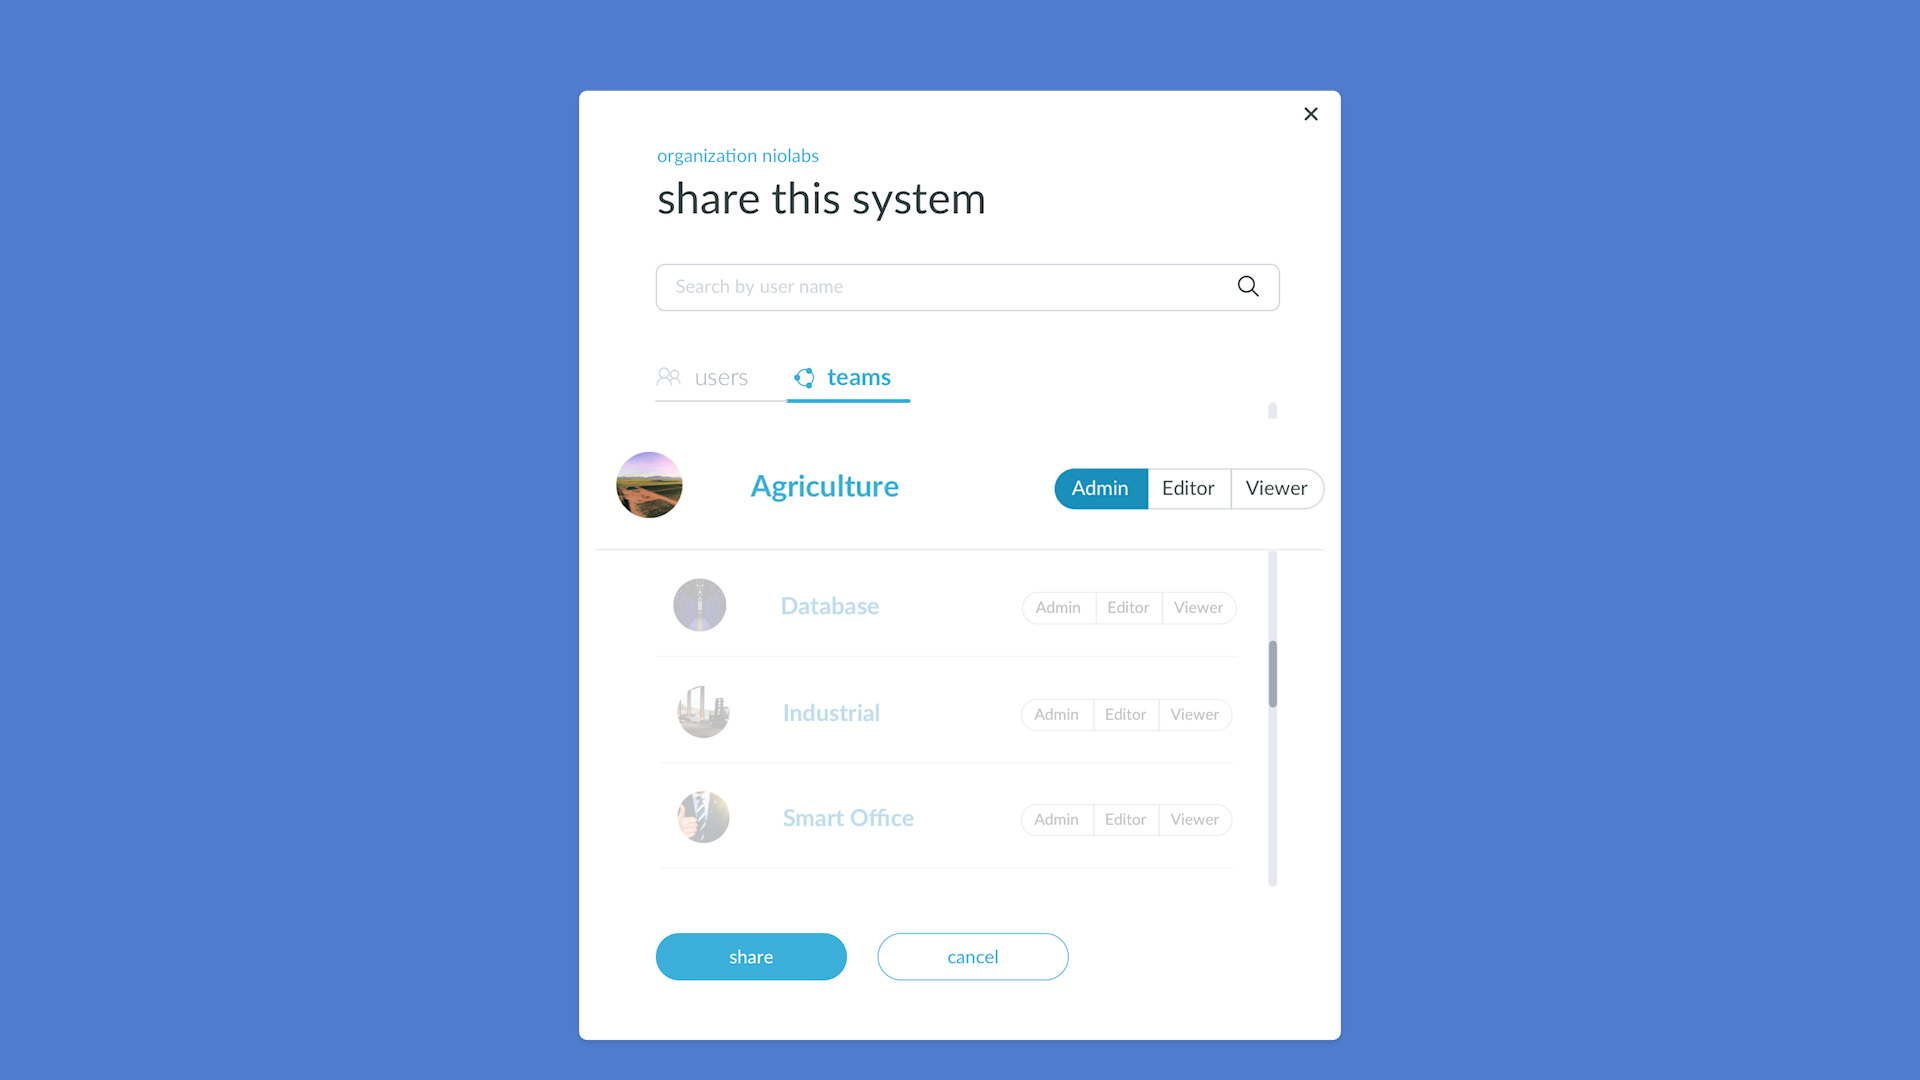 organization niolabs
share this system
Search by user name
users teams
Agriculture Admin Editor Viewer
Database Admin Editor Viewer
Industrial Admin Editor Viewer
Smart Office Admin Editor Viewer
share cancel